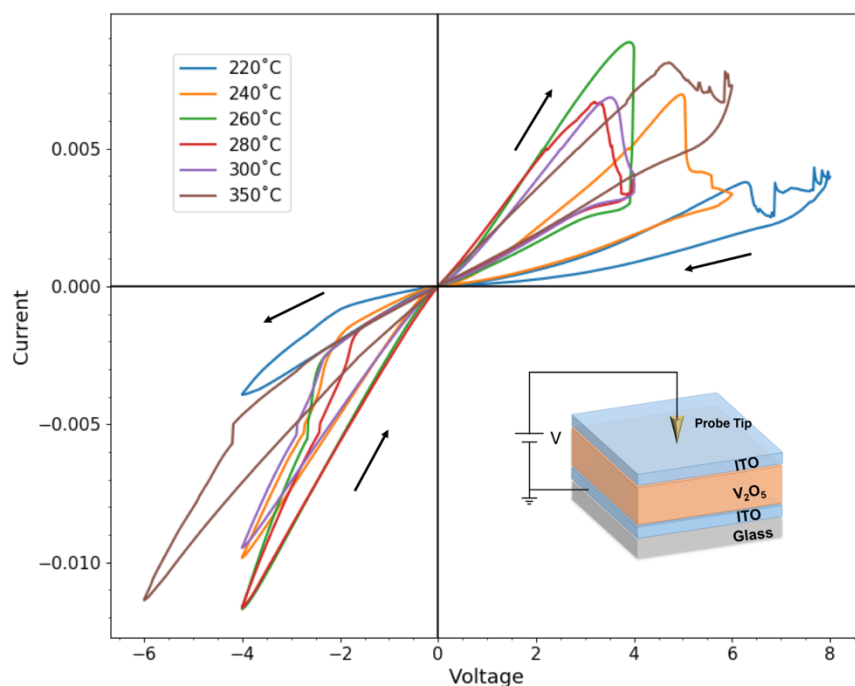 220˚C
240˚C
260˚C
280˚C
300˚C
350˚C
0.005
0.000
−0.005
−0.010
−6
−4
−2
0
2
4
6
8
Current
Voltage
V
Probe Tip
ITO
V₂O₅
ITO
Glass